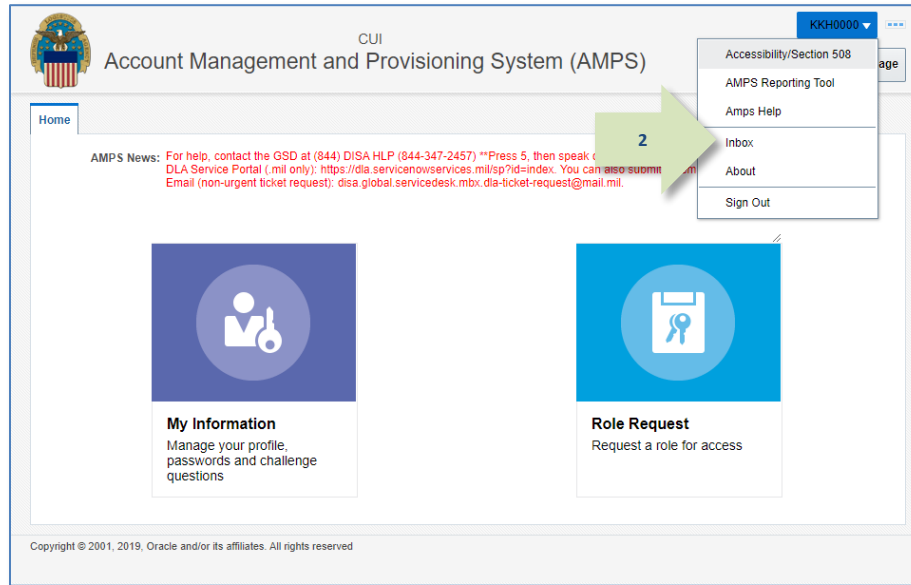 CUI
Account Management and Provisioning System (AMPS)
KKH0000
age
Accessibility/Section 508
AMPS Reporting Tool
Amps Help
Inbox
About
Sign Out
2
Home
AMPS News: For help, contact the GSD at (844) DISA HLP (844-347-2457) **Press 5, then speak
DLA Service Portal (.mil only): https://dla.servicenowservices.mil/sp?id=index. You can also submit
Email (non-urgent ticket request): disa.global.servicedesk.mbx.dla-ticket-request@mail.mil.
My Information
Manage your profile,
passwords and challenge
questions
Role Request
Request a role for access
Copyright © 2001, 2019, Oracle and/or its affiliates. All rights reserved